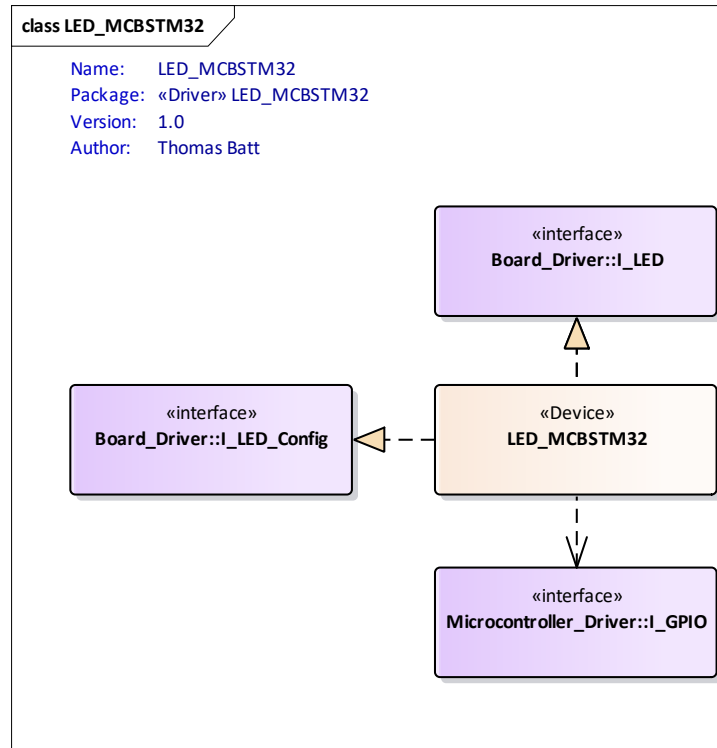 class LED_MCBSTM32
Name: LED_MCBSTM32
Package: «Driver» LED_MCBSTM32
Version: 1.0
Author: Thomas Batt
«interface»
Board_Driver::I_LED
«interface»
Board_Driver::I_LED_Config
«Device»
LED_MCBSTM32
«interface»
Microcontroller_Driver::I_GPIO